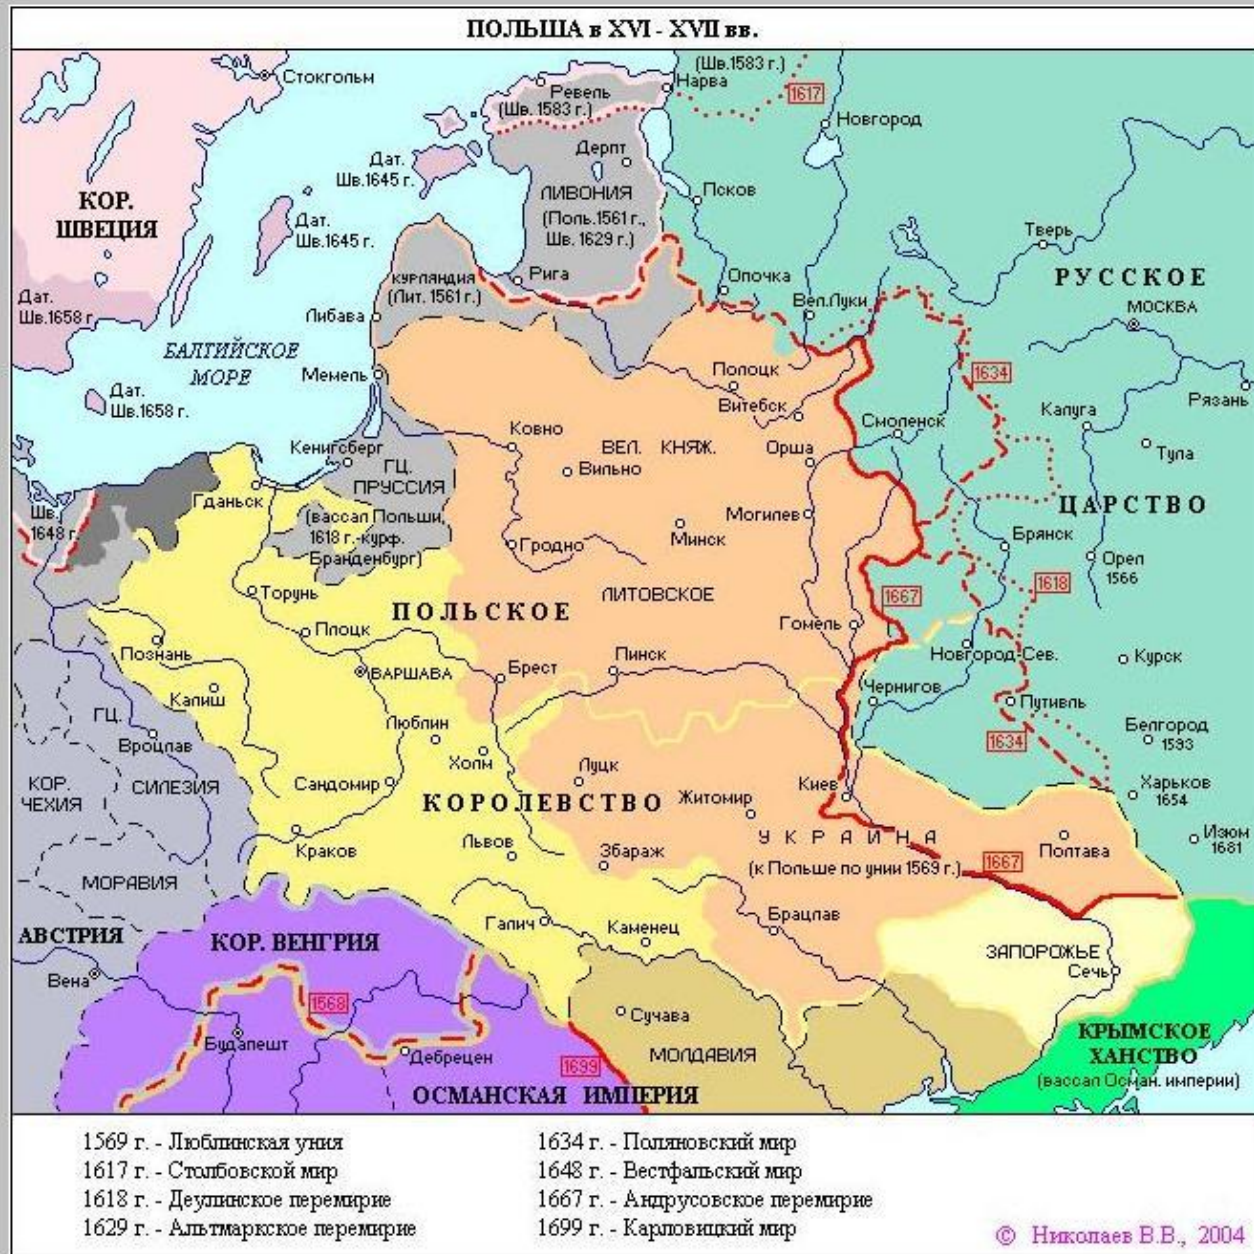 ПОЛЬША в XVI - XVII вв.
Стокгольм
(Шв.1583 г.)
Нарва
1617
Ревель
(Шв. 1583 г.)
Новгород
Дерпт
Дат.
Шв.1645 г.
ЛИВОНИЯ
(Поль.1561 г.,
Шв. 1629 г.)
Псков
КОР.
ШВЕЦИЯ
Дат.
Шв.1645 г.
Тверь
РУССКОЕ
МОСКВА
Рига
КУРЛЯНДИЯ
(Лит. 1561 г.)
Опочка
Вел.Луки
Дат.
Шв.1658 г.
Либава
БАЛТИЙСКОЕ
МОРЕ
Мемель
Полоцк
1634
Витебск
Рязань
Дат.
Шв.1658 г.
Смоленск
Калуга
Тула
Ковно
ВЕЛ. КНЯЖ.
Орша
Вильно
Кенигсберг
ГЦ.
ПРУССИЯ
(вассал Польши,
1618 г.-курф.
Бранденбург)
Гданьск
Шв.
1648 г.
Могилев
Минск
ЦАРСТВО
Брянск
Орел
1566
Гродно
1618
1667
Торунь
ПОЛЬСКОЕ
ЛИТОВСКОЕ
Плоцк
Гомель
Познань
Новгород-Сев.
Курск
ВАРШАВА
Брест
Пинск
Калиш
Чернигов
Путивль
ГЦ.
СИЛЕЗИЯ
Вроцлав
Люблин
Холм
1634
Белгород
1593
КОР.
ЧЕХИЯ
Сандомир
Луцк
Киев
Харьков
1654
КОРОЛЕВСТВО
Житомир
УКРАИНА
(к Польше по унии 1569 г.)
Изюм
1681
Краков
Львов
Збараж
1667
Полтава
МОРАВИЯ
АВСТРИЯ
КОР. ВЕНГРИЯ
Галич
Каменец
Брацлав
Вена
ЗАПОРОЖЬЕ
Сечь
1568
Сучава
Будапешт
Дебрецен
МОЛДАВИЯ
КРЫМСКОЕ
ХАНСТВО
(вассал Осман. империи)
1699
ОСМАНСКАЯ ИМПЕРИЯ
1569 г. - Люблинская уния
1617 г. - Столбовской мир
1618 г. - Деулинское перемирие
1629 г. - Альтмаркское перемирие
1634 г. - Поляновский мир
1648 г. - Вестфальский мир
1667 г. - Андрусовское перемирие
1699 г. - Карловицкий мир
© Николаев В.В., 2004